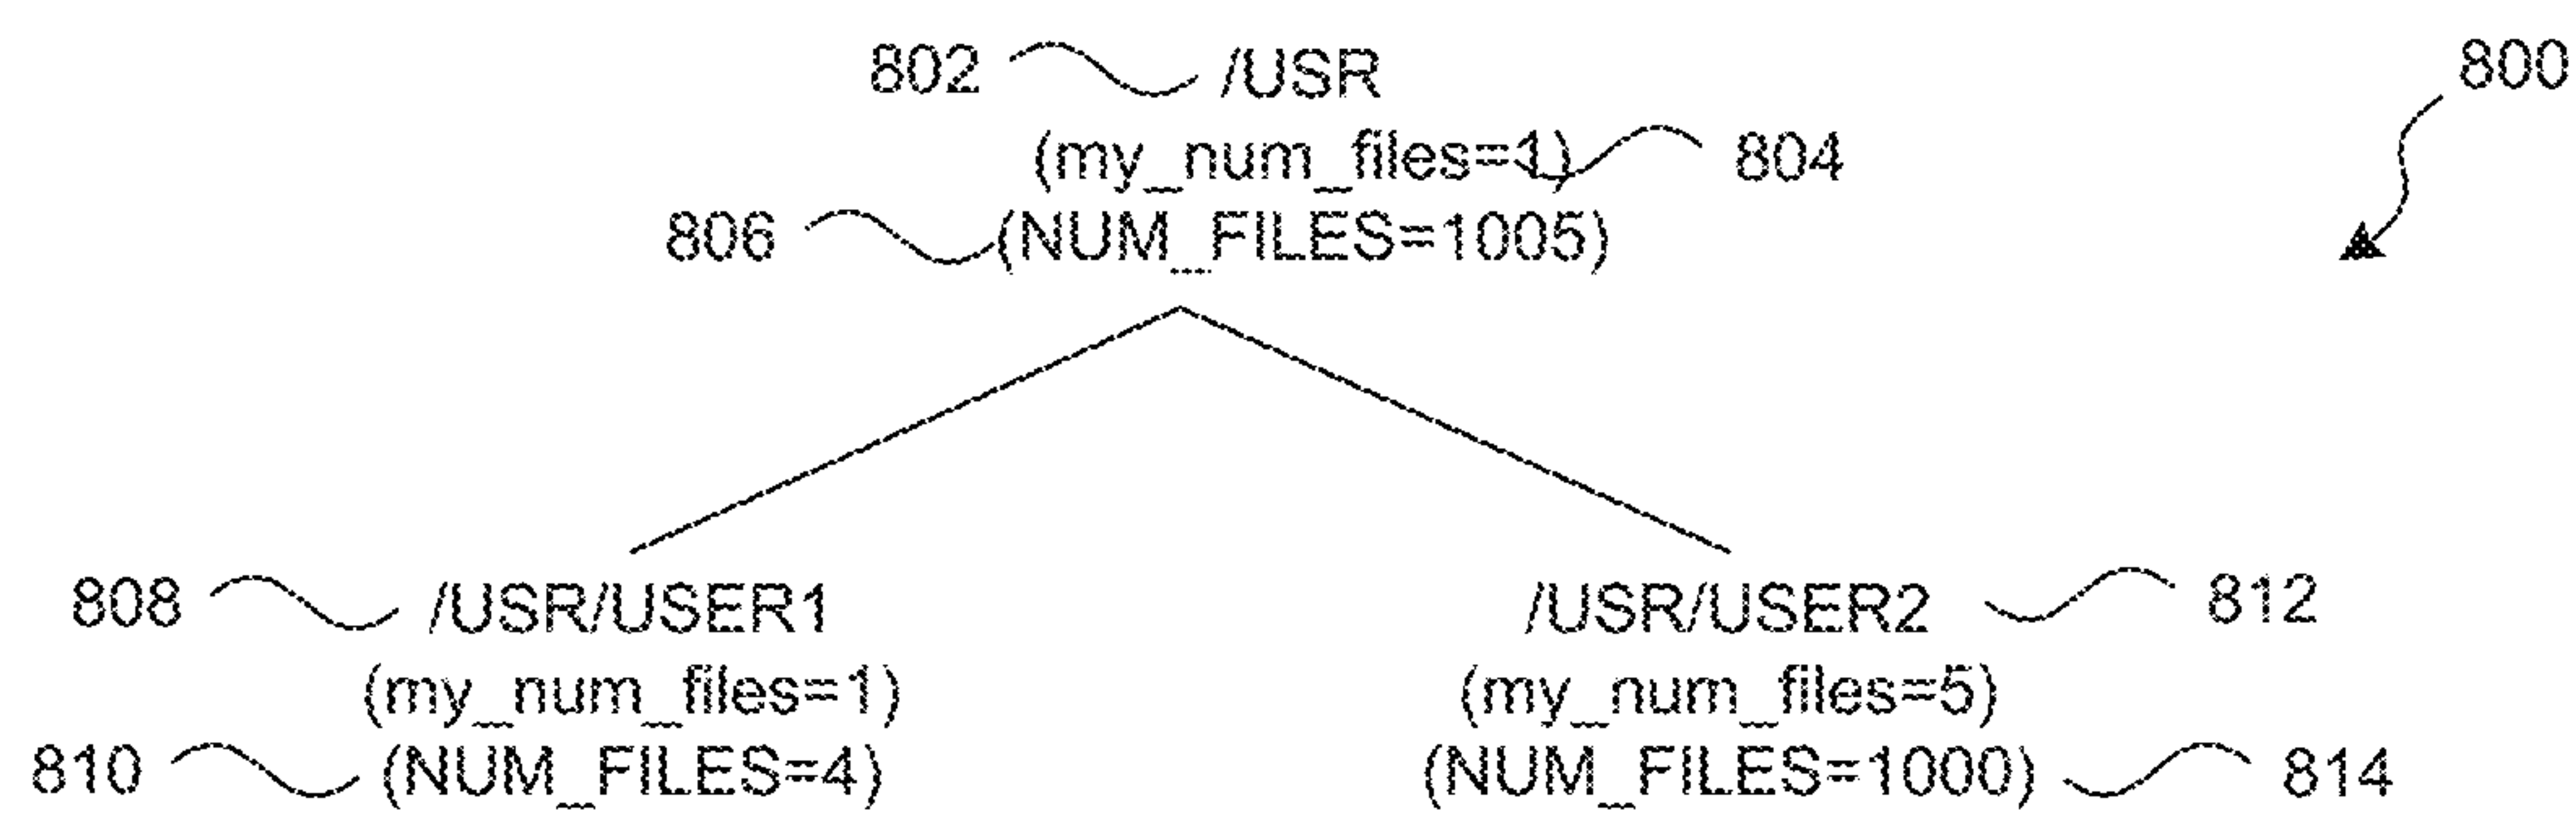 802 /USR 800
(my_num_files=1) 804
806 (NUM_FILES=1005)
808 /USR/USER1
(my_num_files=1)
810 (NUM_FILES=4)
/USR/USER2 812
(my_num_files=5)
(NUM_FILES=1000) 814